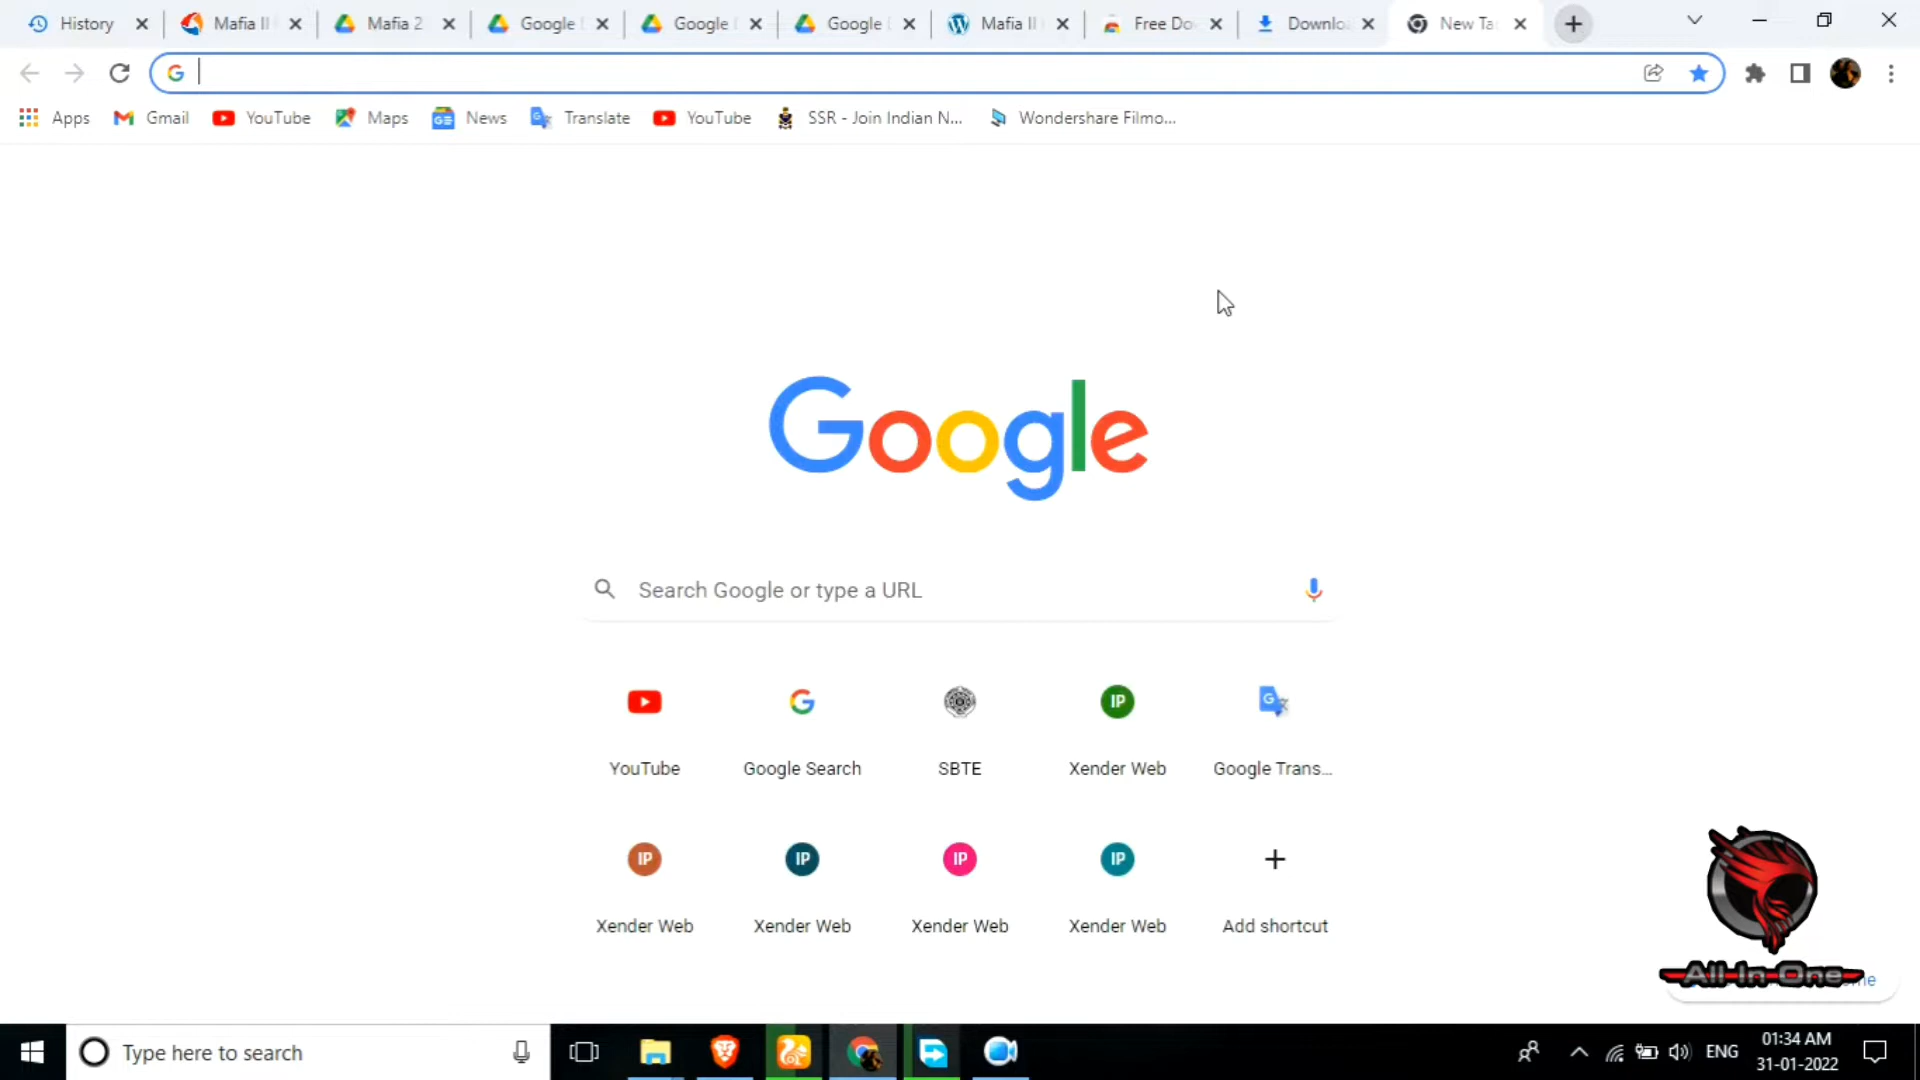 History
Mafia II
Mafia 2
Google
Google
Google
Mafia II
Free Do
Downlo
New Ta
Apps
Gmail
YouTube
Maps
News
Translate
YouTube
SSR - Join Indian N...
Wondershare Filmo...
Google
Search Google or type a URL
YouTube
Google Search
SBTE
IP
Xender Web
Google Trans...
IP
Xender Web
IP
Xender Web
IP
Xender Web
IP
Xender Web
Add shortcut
All In One
Type here to search
ENG
01:34 AM
31-01-2022